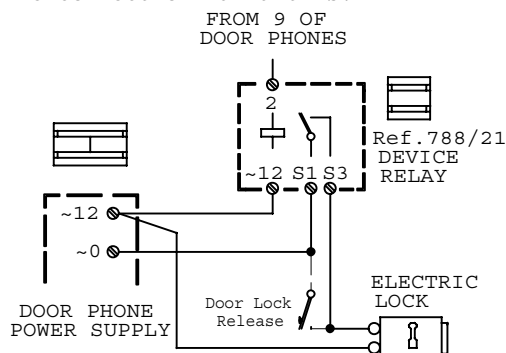 FROM 9 OF
DOOR PHONES
2
Ref.788/21
DEVICE
RELAY
~12 S1 S3
~12
~0
ELECTRIC
LOCK
Door Lock
Release
DOOR PHONE
POWER SUPPLY